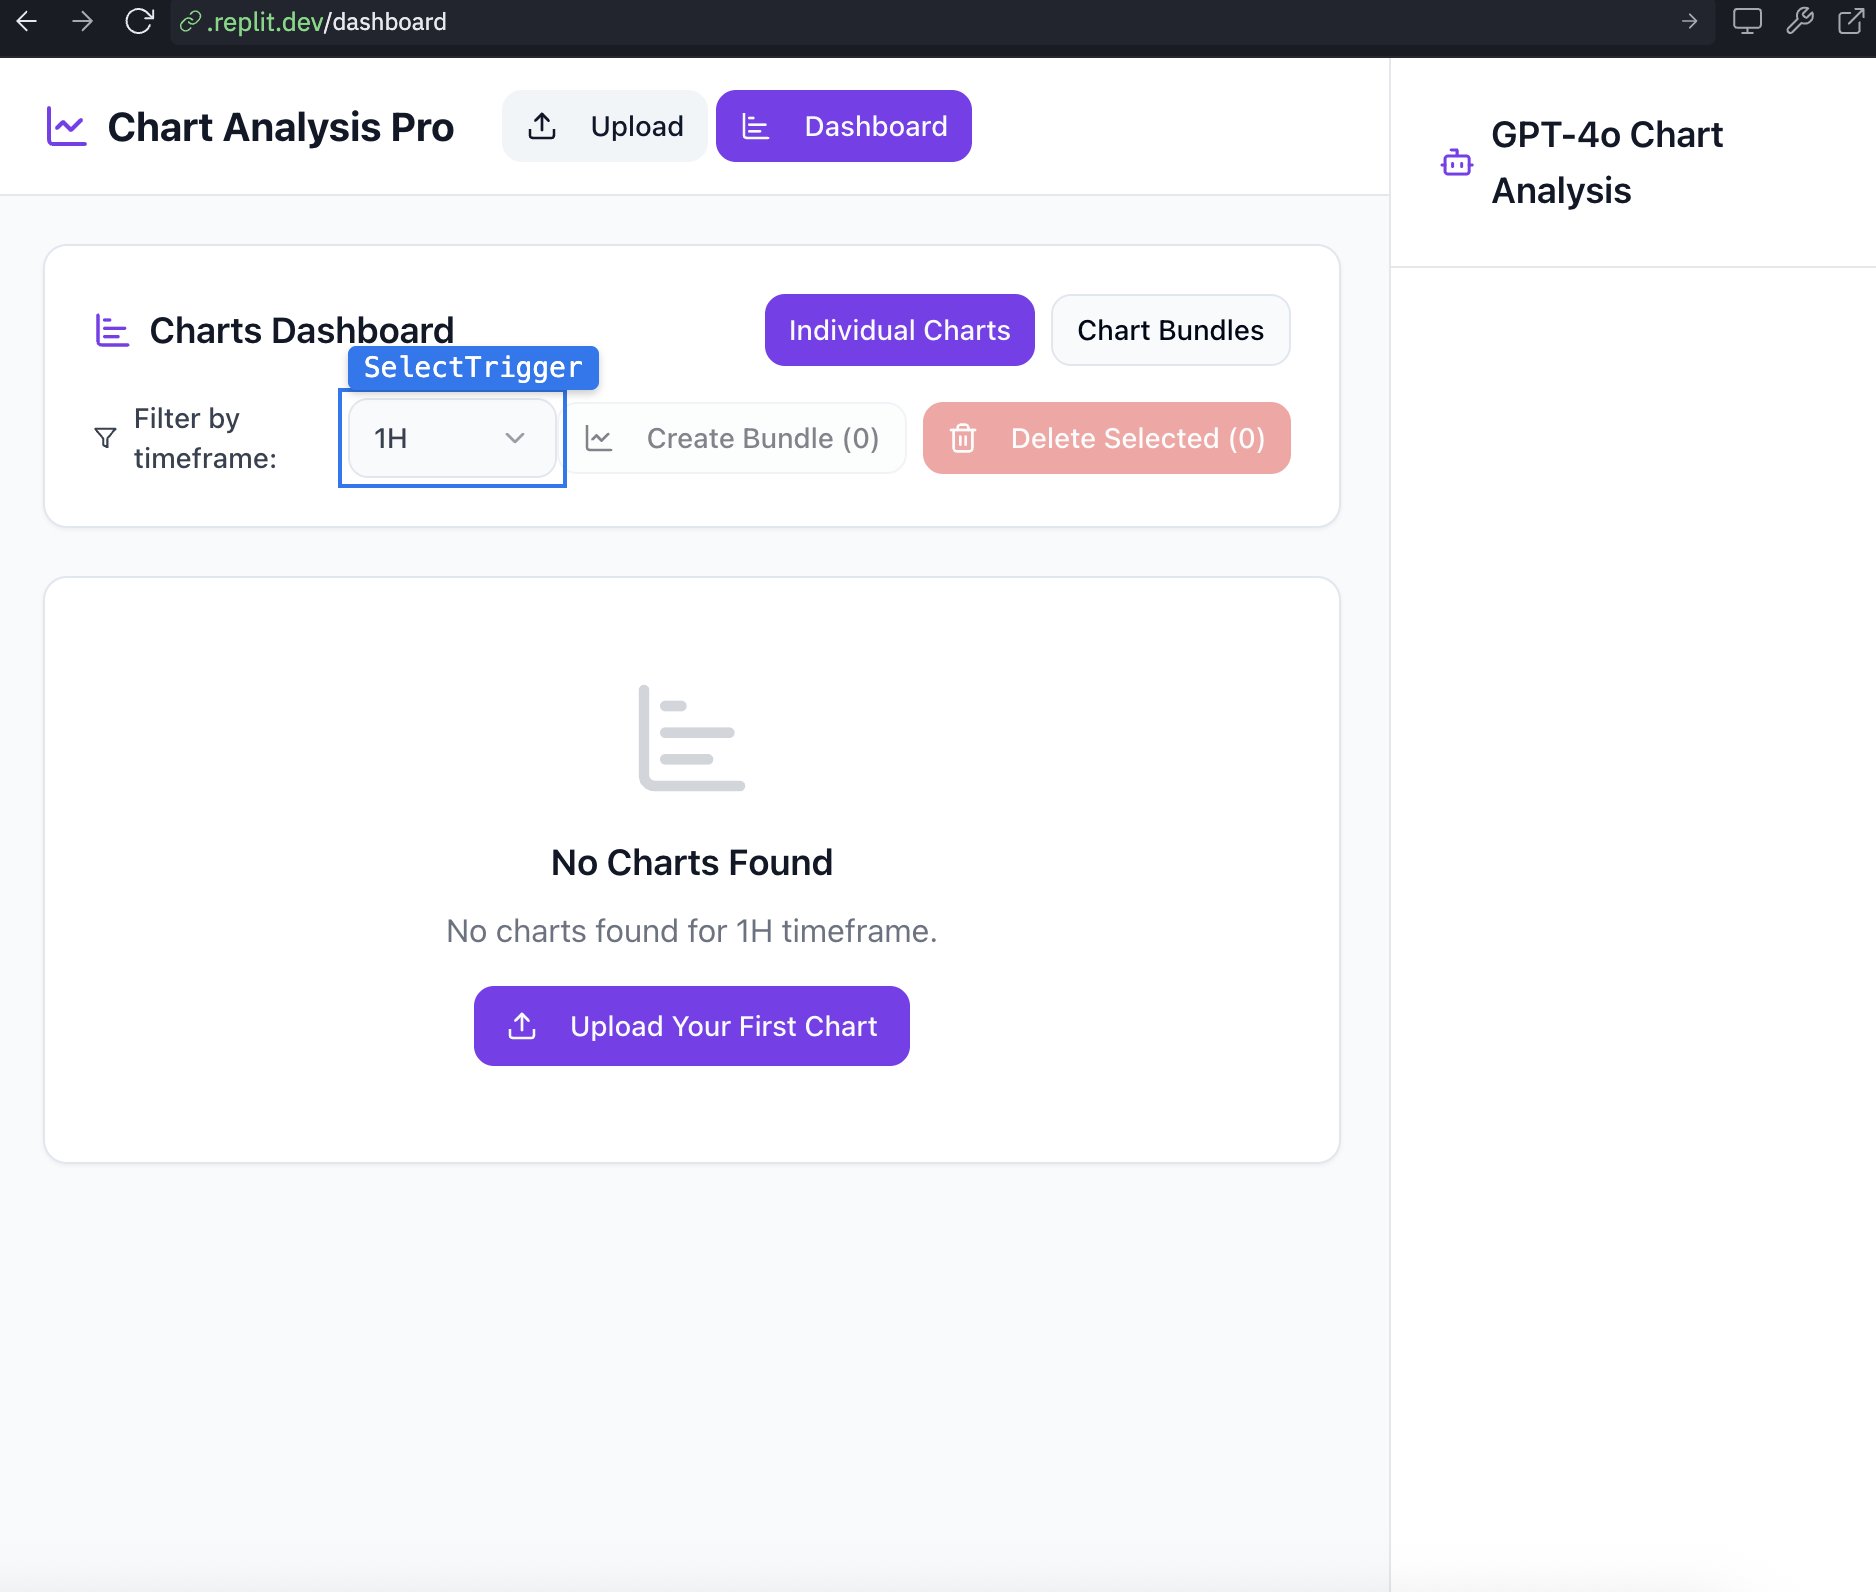 .replit.dev/dashboard
Chart Analysis Pro
Upload
Dashboard
GPT-4o Chart
Analysis
Charts Dashboard
Individual Charts
Chart Bundles
SelectTrigger
Filter by
timeframe:
1H
Create Bundle (0)
Delete Selected (0)
No Charts Found
No charts found for 1H timeframe.
Upload Your First Chart